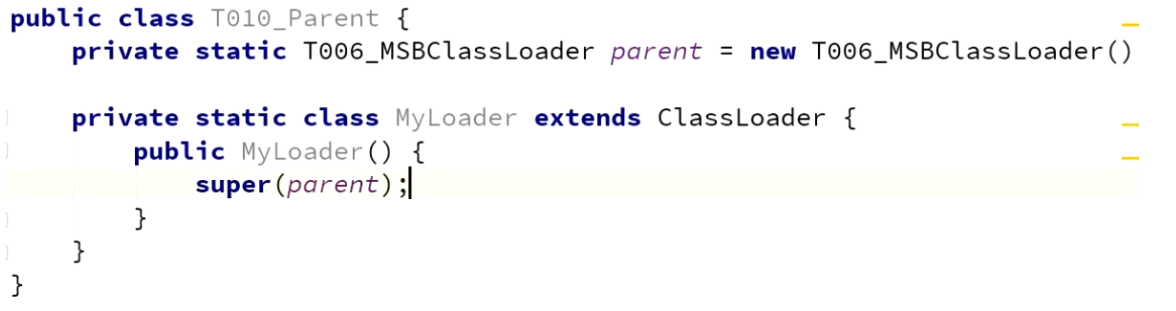 public class T010_Parent {
    private static T006_MSBClassLoader parent = new T006_MSBClassLoader()
    private static class MyLoader extends ClassLoader {
        public MyLoader() {
            super(parent);
        }
    }
}